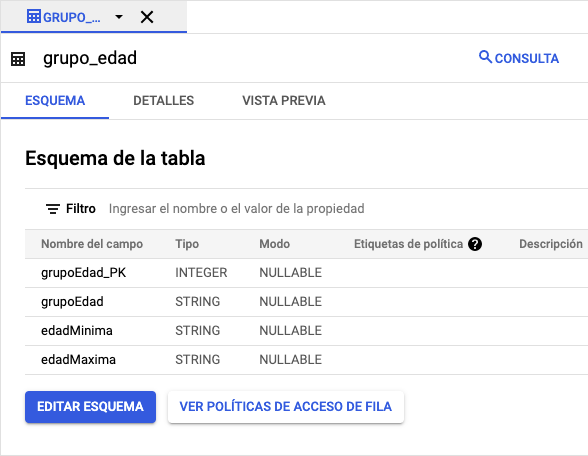 GRUPO_...
grupo_edad
CONSULTA
ESQUEMA DETALLES VISTA PREVIA
Esquema de la tabla
Filtro Ingresar el nombre o el valor de la propiedad
Nombre del campo Tipo Modo Etiquetas de política ? Descripción
grupoEdad_PK INTEGER NULLABLE
grupoEdad STRING NULLABLE
edadMinima STRING NULLABLE
edadMaxima STRING NULLABLE
EDITAR ESQUEMA VER POLÍTICAS DE ACCESO DE FILA